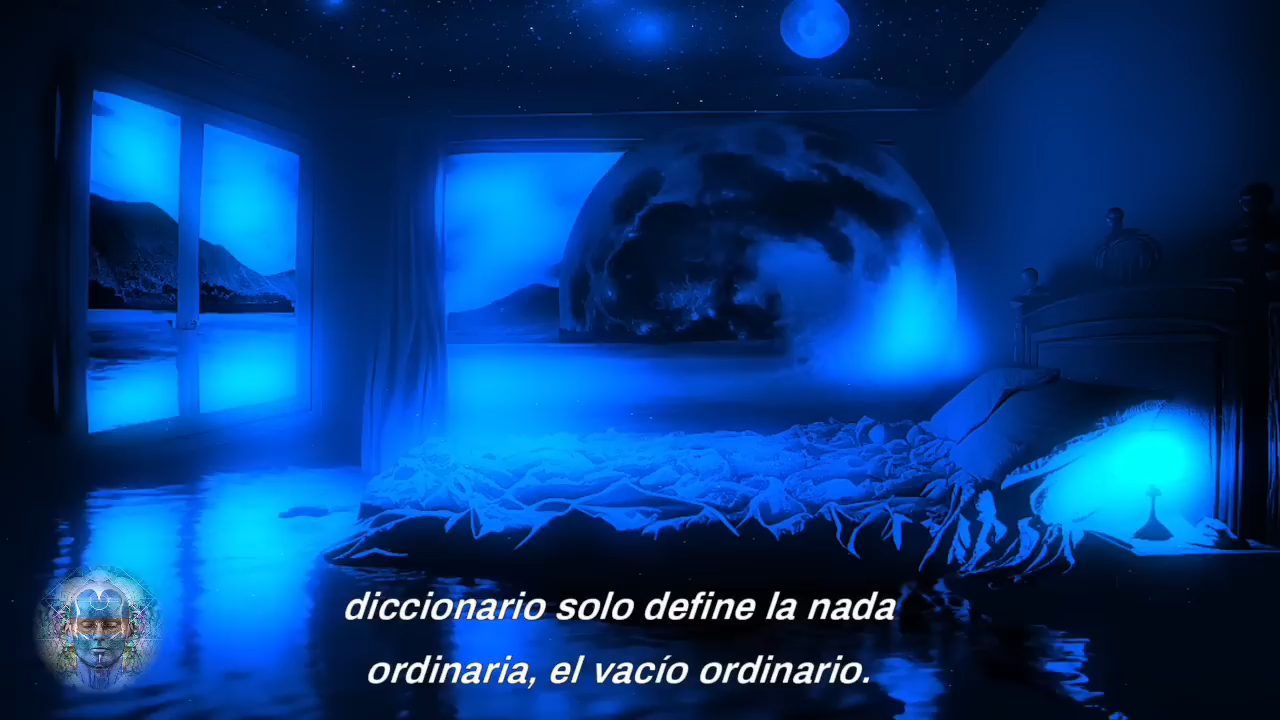 diccionario solo define la nada
ordinaria, el vacío ordinario.